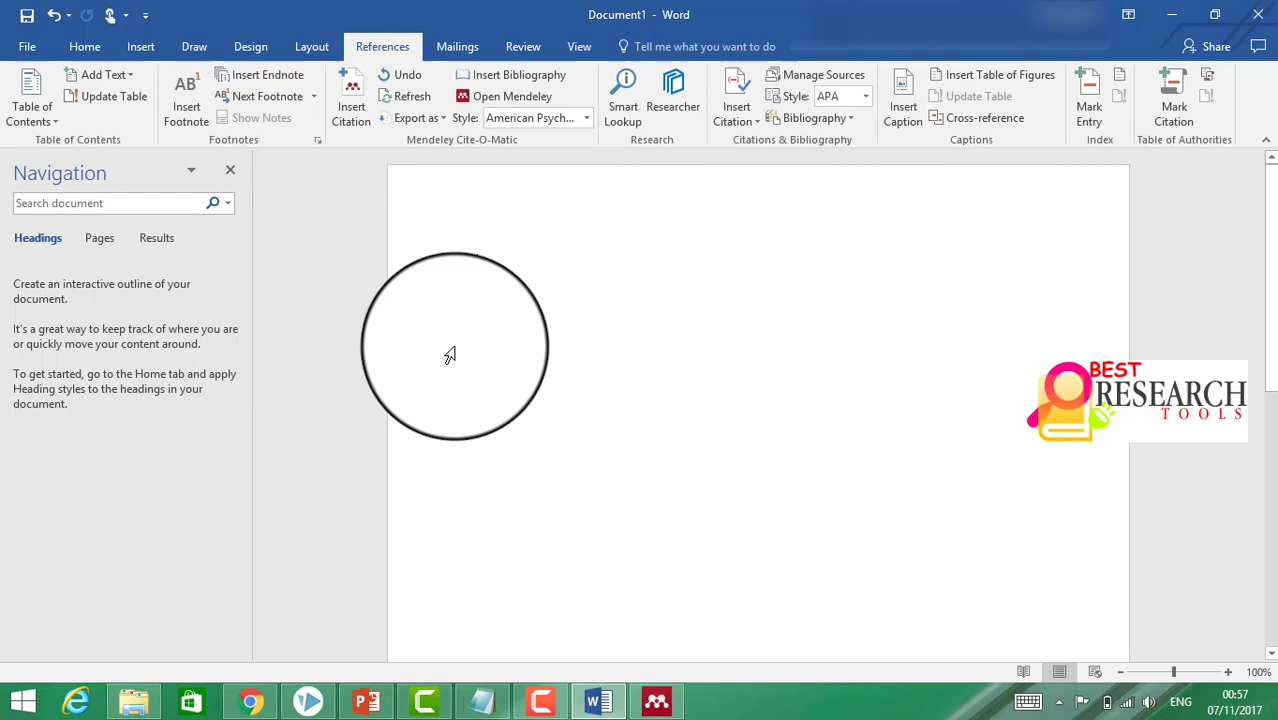 Document1 - Word
File Home Insert Draw Design Layout References Mailings Review View Tell me what you want to do Share
Table of Contents
Add Text
Update Table
Table of Contents
AB1
Insert Footnote
Insert Endnote
Next Footnote
Show Notes
Footnotes
Insert Citation
Undo
Refresh
Export as
Insert Bibliography
Open Mendeley
Style: American Psych...
Mendeley Cite-O-Matic
Smart Lookup
Researcher
Research
Insert Citation
Manage Sources
Style: APA
Bibliography
Citations & Bibliography
Insert Caption
Insert Table of Figures
Update Table
Cross-reference
Captions
Mark Entry
Index
Mark Citation
Table of Authorities
Navigation
Search document
Headings Pages Results
Create an interactive outline of your
document.
It's a great way to keep track of where you are
or quickly move your content around.
To get started, go to the Home tab and apply
Heading styles to the headings in your
document.
BEST
RESEARCH
TOOLS
100%
ENG
00:57
07/11/2017